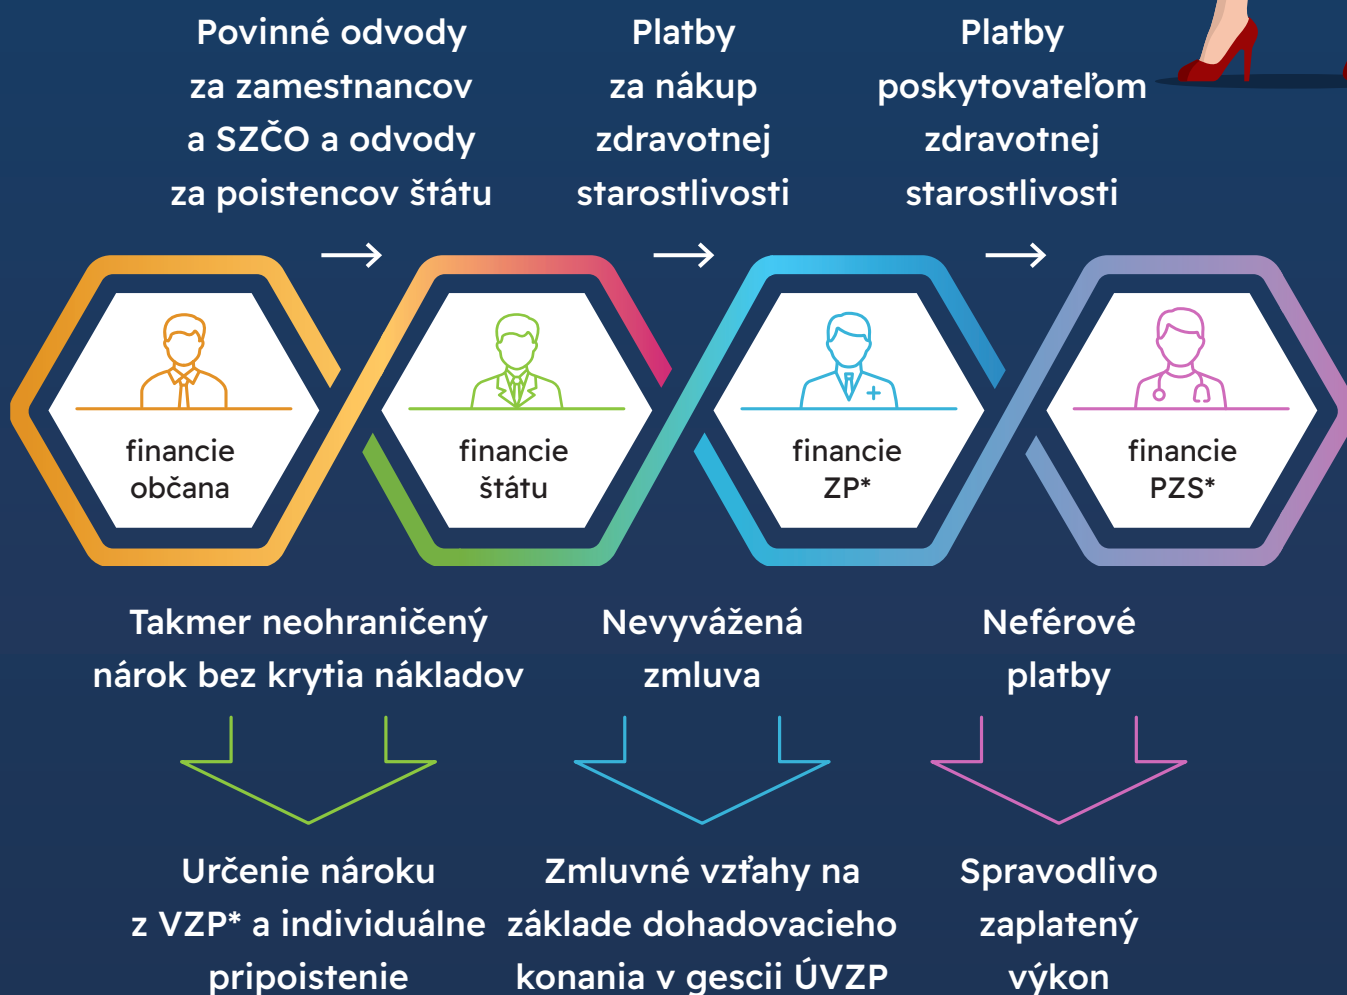 Povinné odvody
za zamestnancov
a SZČO a odvody
za poistencov štátu
Platby
za nákup
zdravotnej
starostlivosti
Platby
poskytovateľom
zdravotnej
starostlivosti
financie
občana
financie
štátu
financie
ZP*
financie
PZS*
Takmer neohraničený
nárok bez krytia nákladov
Nevyvážená
zmluva
Neférové
platby
Určenie nároku
z VZP* a individuálne
pripoistenie
Zmluvné vzťahy na
základe dohadovacieho
konania v gescii ÚVZP
Spravodlivo
zaplatený
výkon